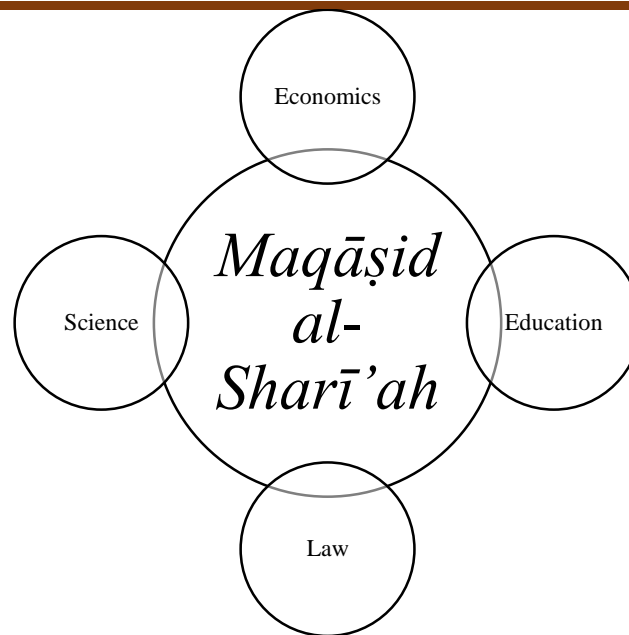 Economics
Maqāṣid
al-
Sharī’ah
Science
Education
Law